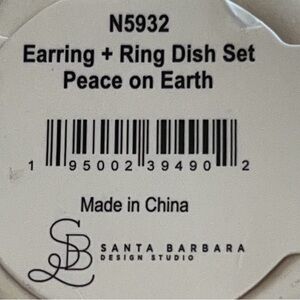 N5932
Earring + Ring Dish Set
Peace on Earth
1 95002 39490 2
Made in China
SB
SANTA BARBARA
DESIGN STUDIO